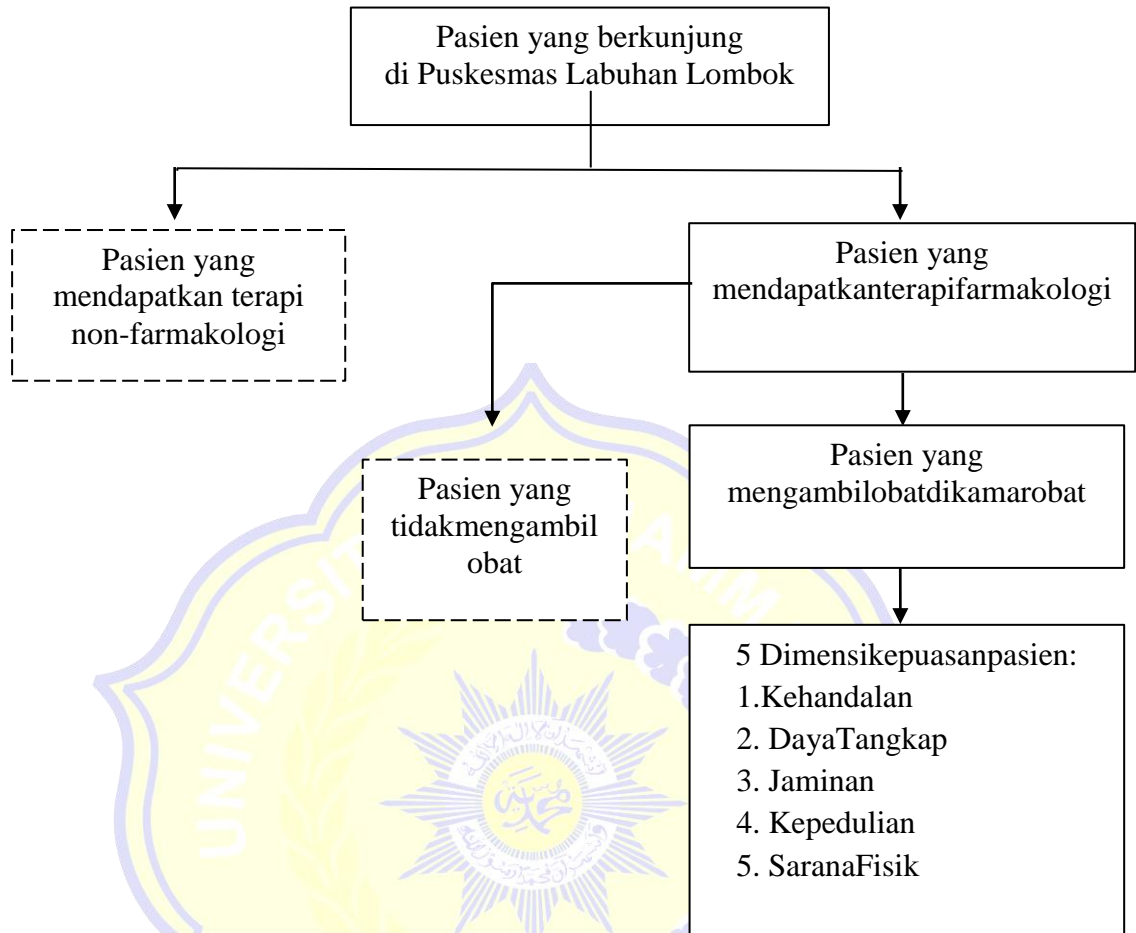 Pasien yang berkunjung
di Puskesmas Labuhan Lombok
Pasien yang
mendapatkan terapi
non-farmakologi
Pasien yang
mendapatkanterapifarmakologi
Pasien yang
tidakmengambil
obat
Pasien yang
mengambilobatdikamarobat
5 Dimensikepuasanpasien:
1.Kehandalan
2. DayaTangkap
3. Jaminan
4. Kepedulian
5. SaranaFisik